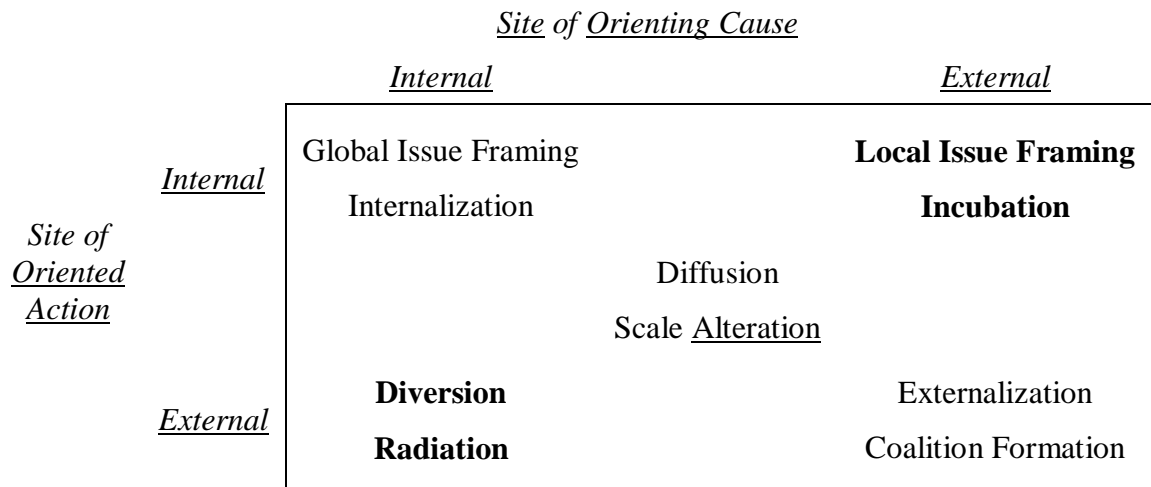 Site of Orienting Cause
Internal External
Global Issue Framing Local Issue Framing
Internal
Internalization Incubation
Site of
Oriented
Action
Diffusion
Scale Alteration
Diversion Externalization
External
Radiation Coalition Formation